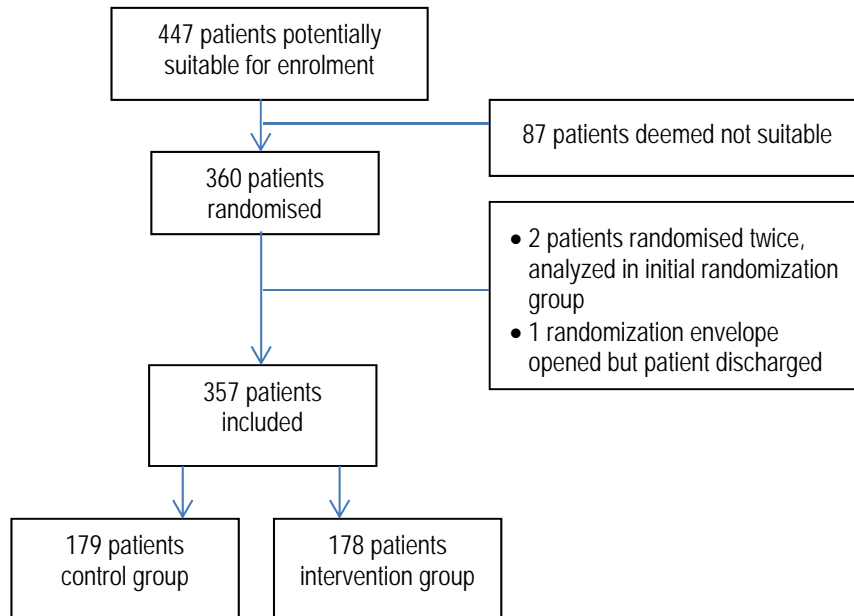 447 patients potentially
suitable for enrolment
87 patients deemed not suitable
360 patients
randomised
• 2 patients randomised twice,
analyzed in initial randomization
group
• 1 randomization envelope
opened but patient discharged
357 patients
included
179 patients
control group
178 patients
intervention group